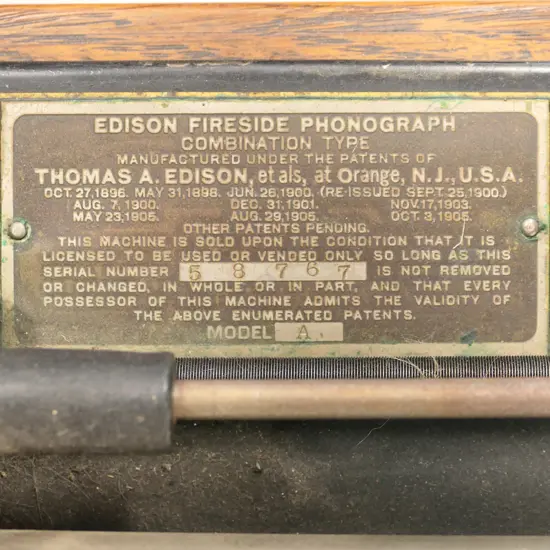 EDISON FIRESIDE PHONOGRAPH
COMBINATION TYPE
MANUFACTURED UNDER THE PATENTS OF
THOMAS A. EDISON, et als, at Orange, N.J., U.S.A.
OCT. 27, 1896. MAY 31, 1898. JUN. 26, 1900. (RE-ISSUED SEPT. 25, 1900.)
AUG. 7, 1900. DEC. 31, 1901. NOV. 17, 1903.
MAY 23, 1905. AUG. 29, 1905. OCT. 3, 1905.
OTHER PATENTS PENDING.
THIS MACHINE IS SOLD UPON THE CONDITION THAT IT IS
LICENSED TO BE USED OR VENDED ONLY SO LONG AS THIS
SERIAL NUMBER 58767 IS NOT REMOVED
OR CHANGED, IN WHOLE OR IN PART, AND THAT EVERY
POSSESSOR OF THIS MACHINE ADMITS THE VALIDITY OF
THE ABOVE ENUMERATED PATENTS.
MODEL A